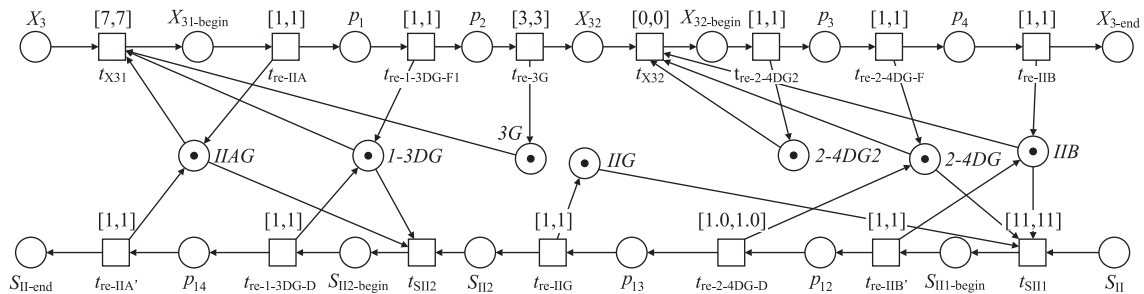 X3 [7,7] X31-begin [1,1] p1 [1,1] p2 [3,3] X32 [0,0] X32-begin [1,1] p3 [1,1] p4 [1,1] X3-end
tX31 tre-IIA tre-1-3DG-F1 tre-3G tX32 tre-2-4DG2 tre-2-4DG-F tre-IIB
IIAG 1-3DG 3G IIG 2-4DG2 2-4DG IIB
[1,1] [1,1] [1,1] [1.0,1.0] [1,1] [11,11]
SII-end tre-IIA' p14 tre-1-3DG-D SII2-begin tSII2 SII2 tre-IIG p13 tre-2-4DG-D p12 tre-IIB' SII1-begin tSII1 SII